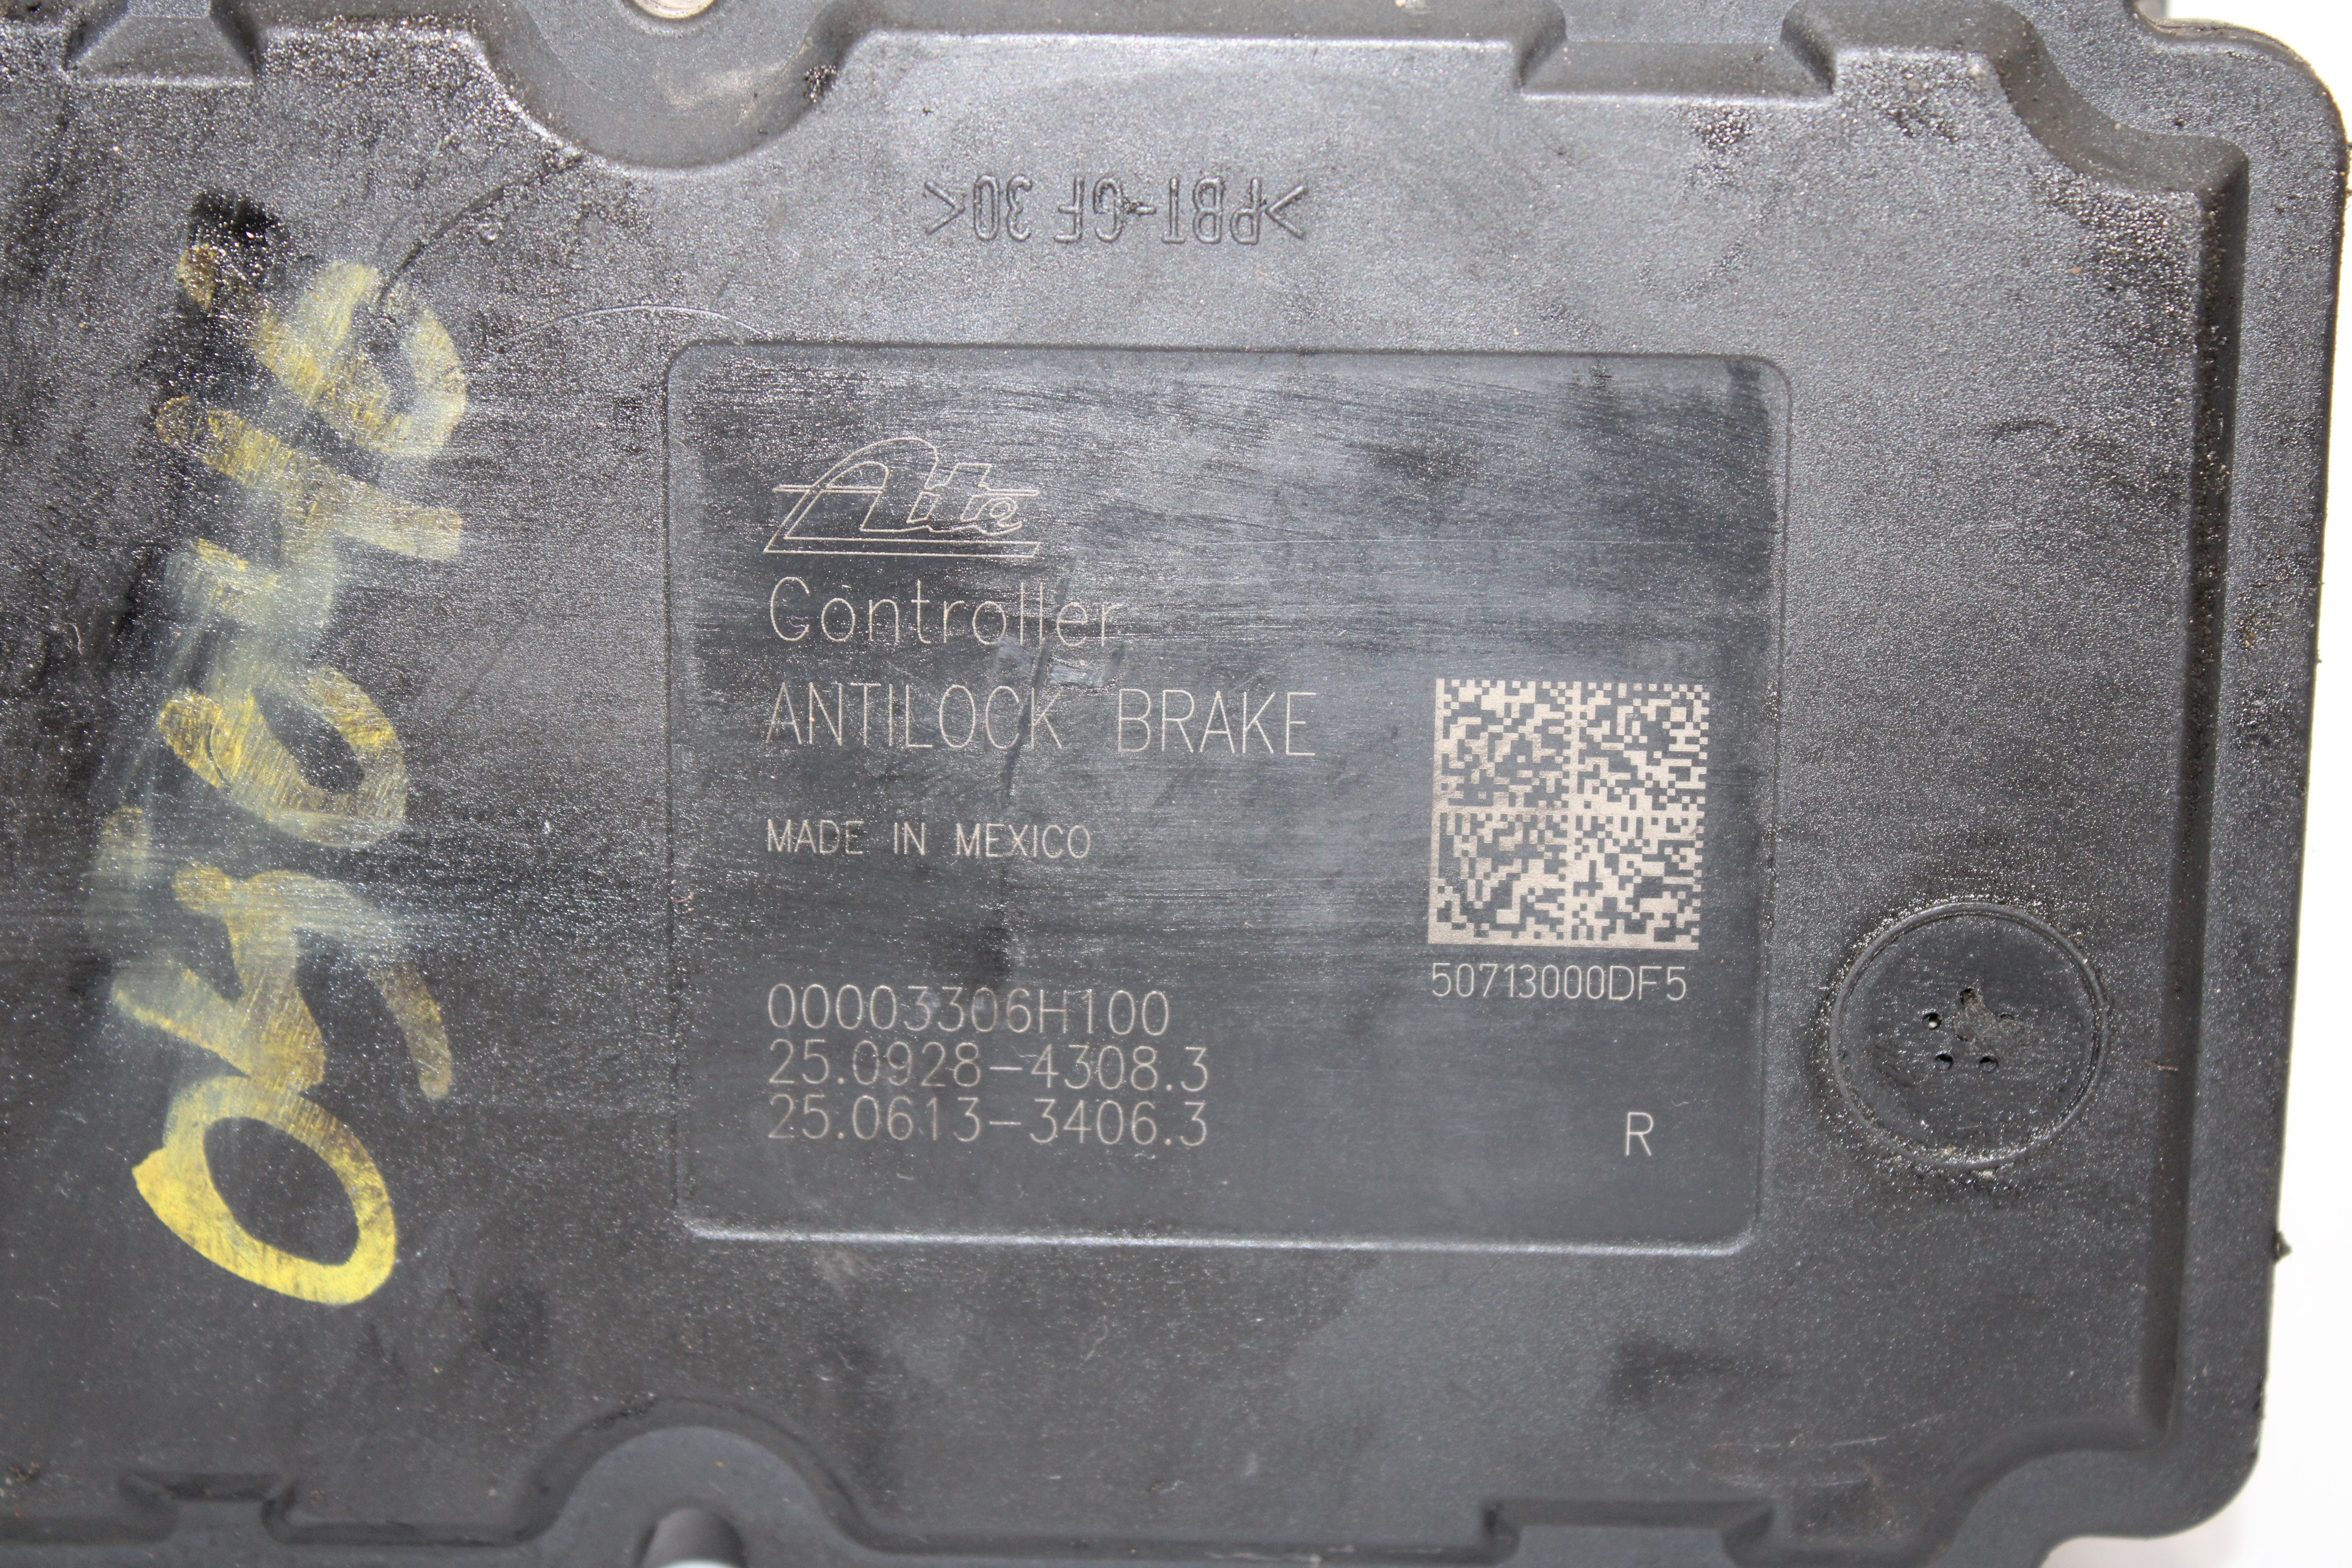 >PBT-GF 30<
Ate
Controller
ANTILOCK BRAKE
MADE IN MEXICO
50713000DF5
00003306H100
25.0928-4308.3
25.0613-3406.3
R